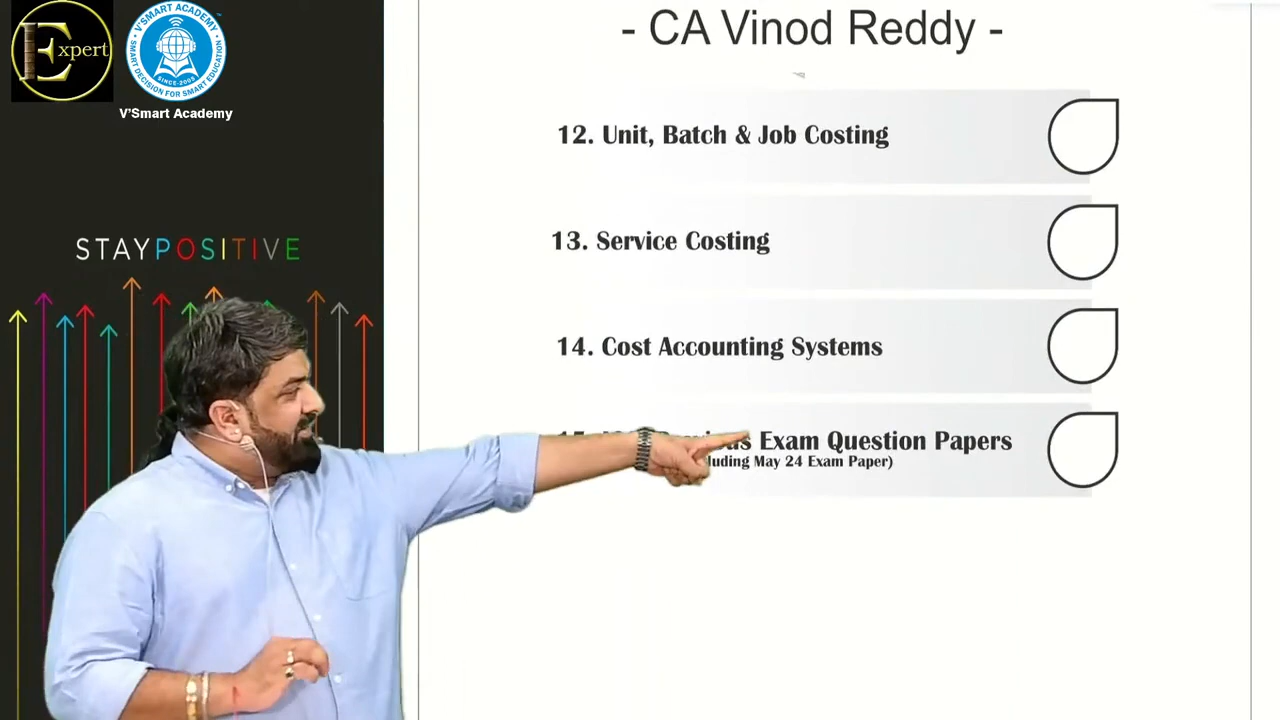 Expert
V'SMART ACADEMY
SMART DECISION FOR SMART EDUCATION
SINCE-2005
V'Smart Academy
STAYPOSITIVE
- CA Vinod Reddy -
12. Unit, Batch & Job Costing
13. Service Costing
14. Cost Accounting Systems
Exam Question Papers
May 24 Exam Paper)